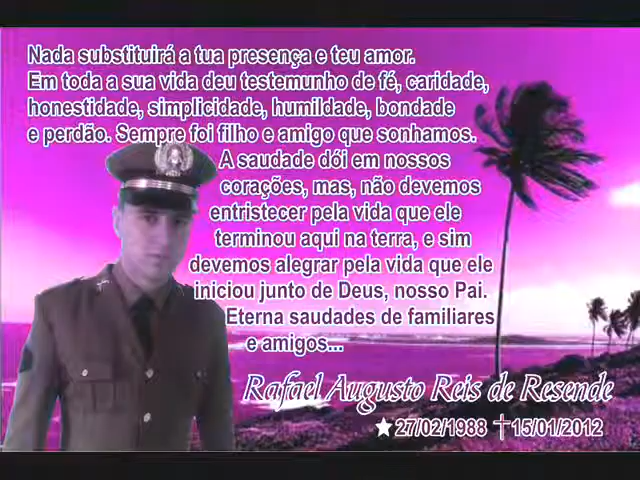 Nada substituirá a tua presença e teu amor.
Em toda a sua vida deu testemunho de fé, caridade,
honestidade, simplicidade, humildade, bondade
e perdão. Sempre foi filho e amigo que sonhamos.
A saudade dói em nossos
corações, mas, não devemos
entristecer pela vida que ele
terminou aqui na terra, e sim
devemos alegrar pela vida que ele
iniciou junto de Deus, nosso Pai.
Eterna saudades de familiares
e amigos...
Rafael Augusto Reis de Resende
★27/02/1988 ✝15/01/2012